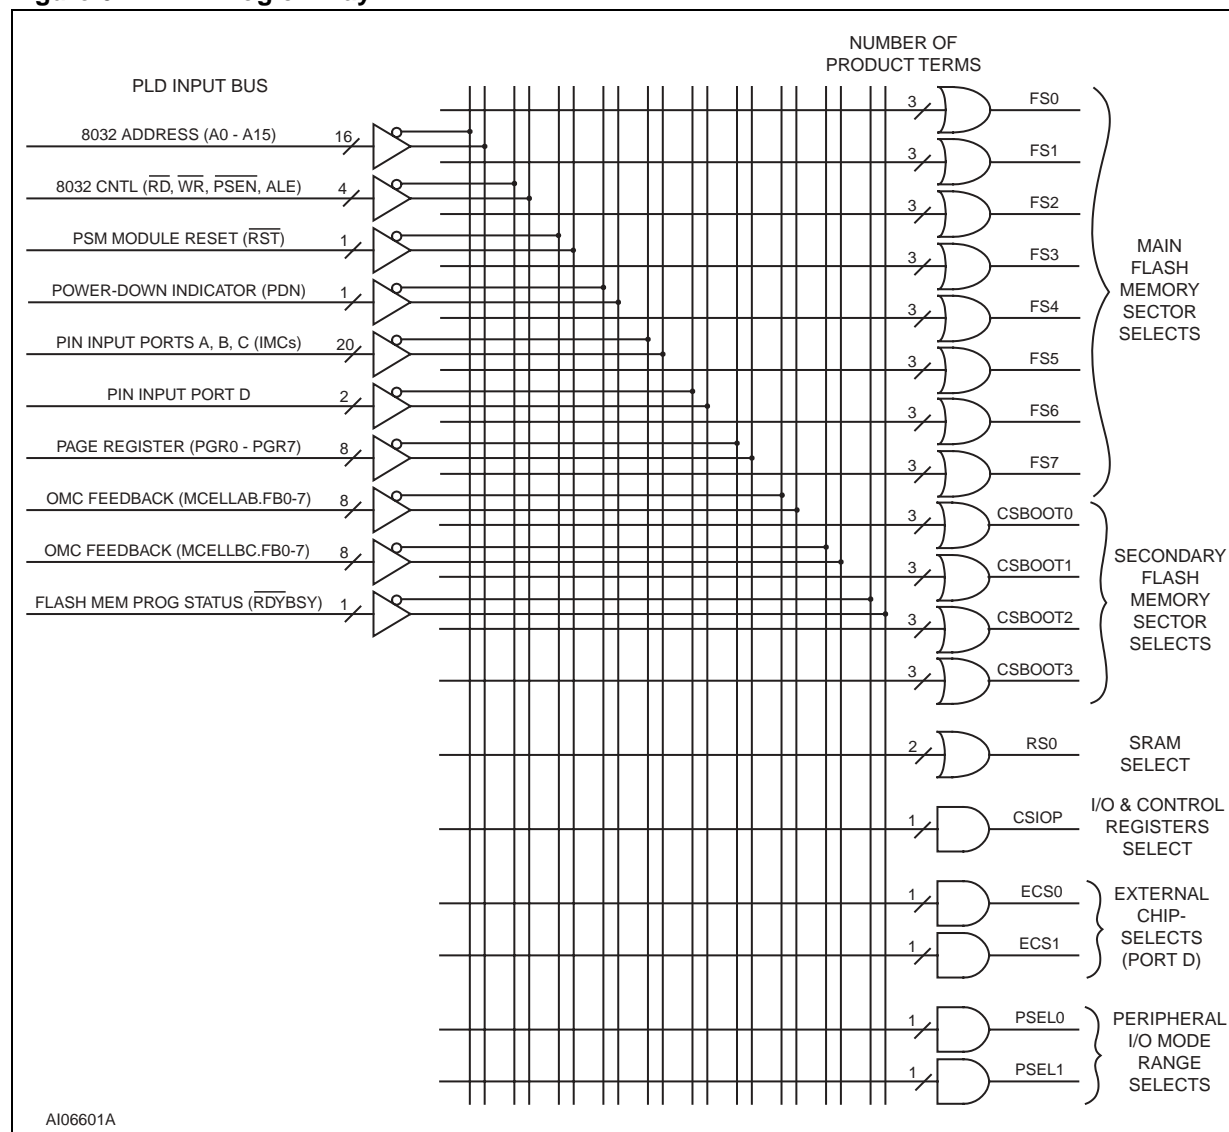 NUMBER OF
PRODUCT TERMS
PLD INPUT BUS
8032 ADDRESS (A0 - A15)
16
8032 CNTL (RD, WR, PSEN, ALE)
4
PSM MODULE RESET (RST)
1
POWER-DOWN INDICATOR (PDN)
1
PIN INPUT PORTS A, B, C (IMCs)
20
PIN INPUT PORT D
2
PAGE REGISTER (PGR0 - PGR7)
8
OMC FEEDBACK (MCELLAB.FB0-7)
8
OMC FEEDBACK (MCELLBC.FB0-7)
8
FLASH MEM PROG STATUS (RDYBSY)
1
3
FS0
3
FS1
3
FS2
3
FS3
3
FS4
3
FS5
3
FS6
3
FS7
MAIN
FLASH
MEMORY
SECTOR
SELECTS
3
CSBOOT0
3
CSBOOT1
3
CSBOOT2
3
CSBOOT3
SECONDARY
FLASH
MEMORY
SECTOR
SELECTS
2
RS0
SRAM
SELECT
1
CSIOP
I/O & CONTROL
REGISTERS
SELECT
1
ECS0
1
ECS1
EXTERNAL
CHIP-
SELECTS
(PORT D)
1
PSEL0
1
PSEL1
PERIPHERAL
I/O MODE
RANGE
SELECTS
AI06601A